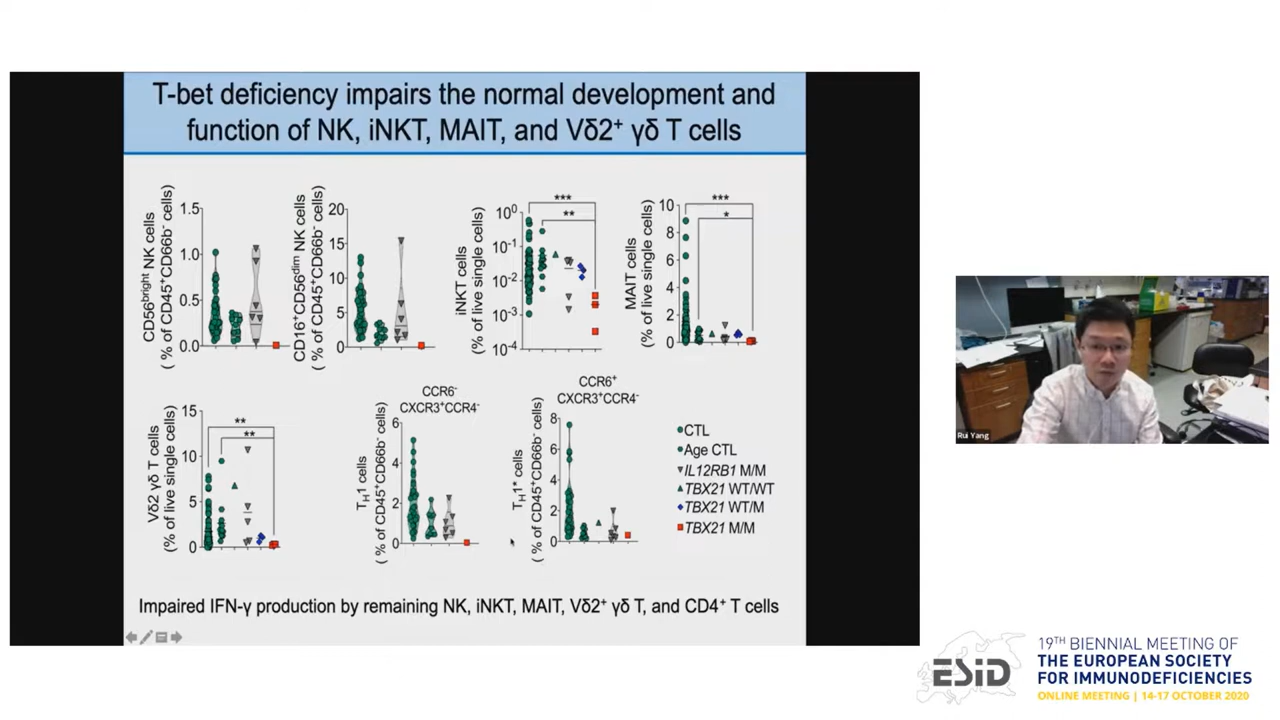 T-bet deficiency impairs the normal development and
function of NK, iNKT, MAIT, and Vδ2⁺ γδ T cells
CD56ᵇʳⁱᵍʰᵗ NK cells
( % of CD45⁺CD66b⁻ cells)
1.5
1.0
0.5
0.0
CD16⁺CD56ᵈⁱᵐ NK cells
( % of CD45⁺CD66b⁻ cells)
20
15
10
5
0
iNKT cells
(% of live single cells)
10⁰
10⁻¹
10⁻²
10⁻³
10⁻⁴
***
**
MAIT cells
(% of live single cells)
10
8
6
4
2
0
***
*
Vδ2 γδ T cells
(% of live single cells)
15
10
5
0
**
**
CCR6⁻
CXCR3⁺CCR4⁻
T_H1 cells
( % of CD45⁺CD66b⁻ cells)
6
4
2
0
CCR6⁺
CXCR3⁺CCR4⁻
T_H1* cells
( % of CD45⁺CD66b⁻ cells)
8
6
4
2
0
CTL
Age CTL
IL12RB1 M/M
TBX21 WT/WT
TBX21 WT/M
TBX21 M/M
Impaired IFN-γ production by remaining NK, iNKT, MAIT, Vδ2⁺ γδ T, and CD4⁺ T cells
Rui Yang
ESiD
19TH BIENNIAL MEETING OF
THE EUROPEAN SOCIETY
FOR IMMUNODEFICIENCIES
ONLINE MEETING | 14-17 OCTOBER 2020